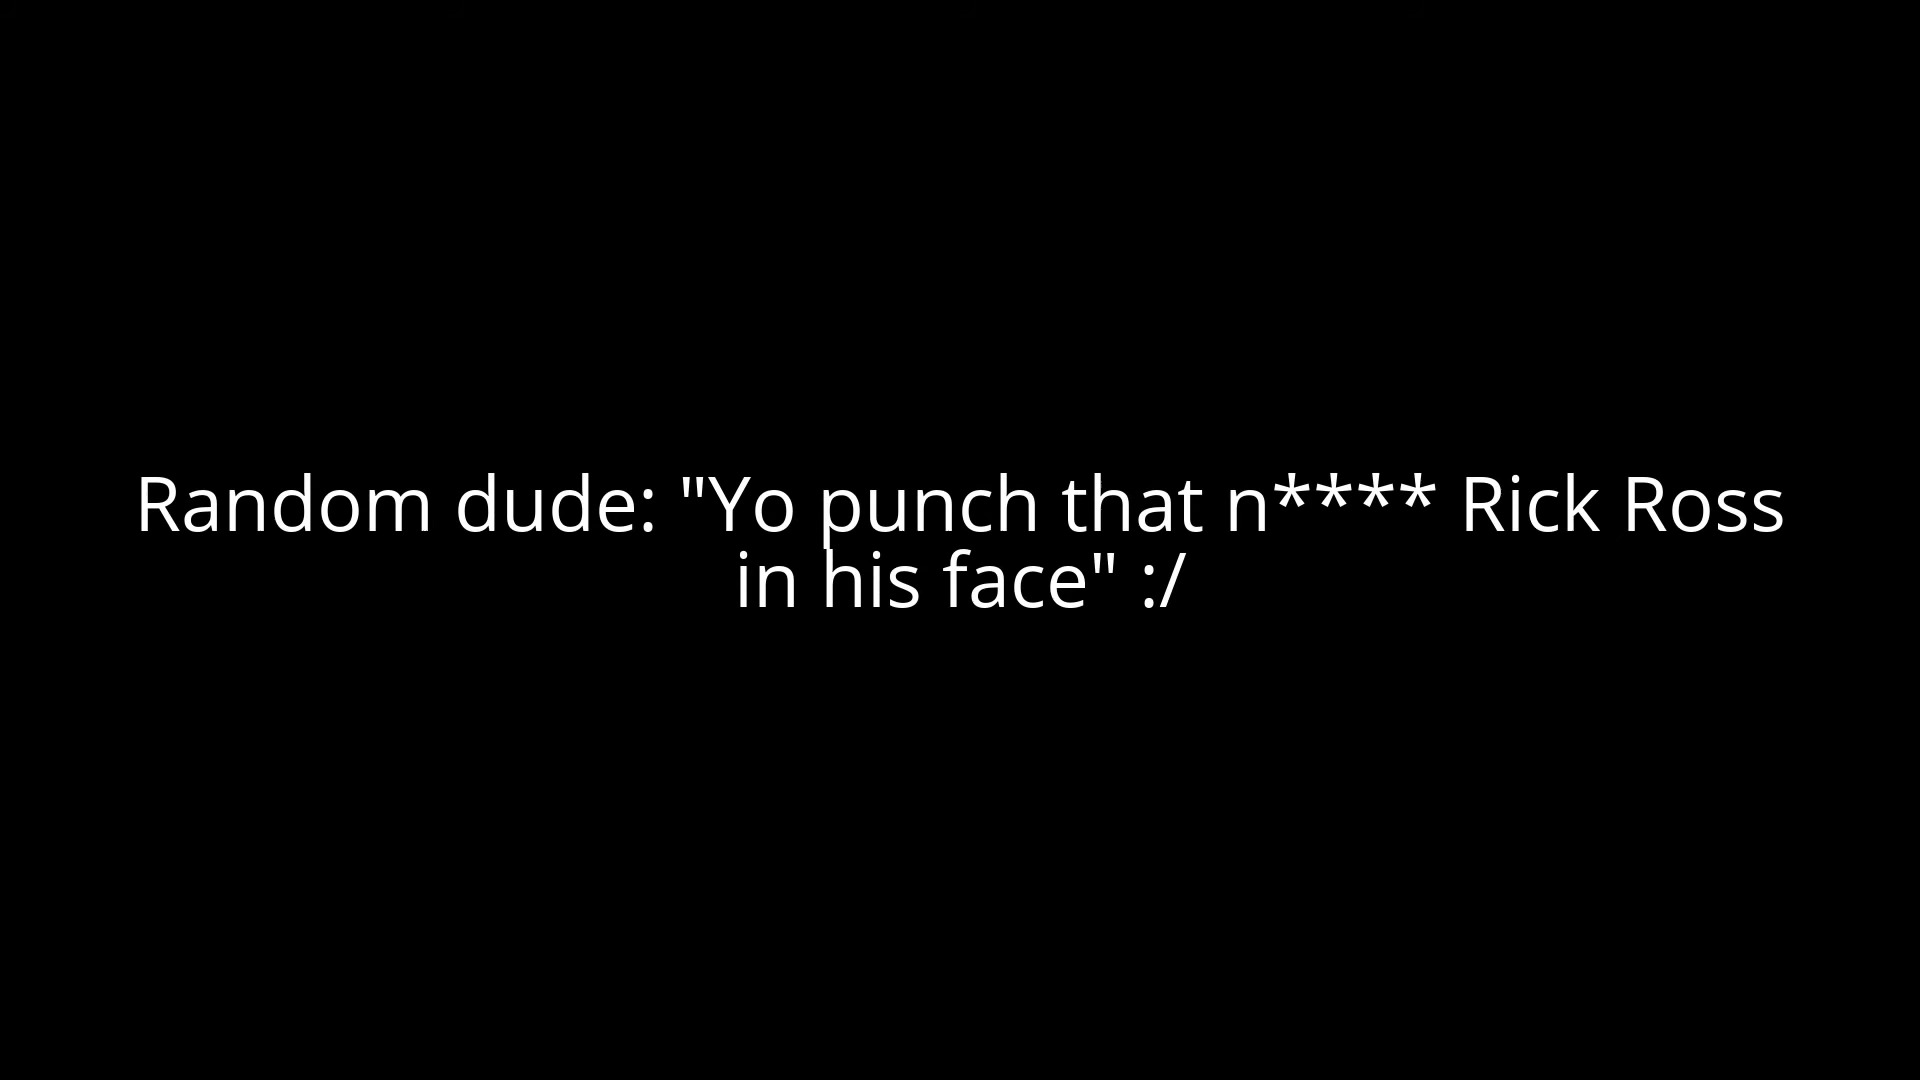 Random dude: "Yo punch that n**** Rick Ross
in his face" :/